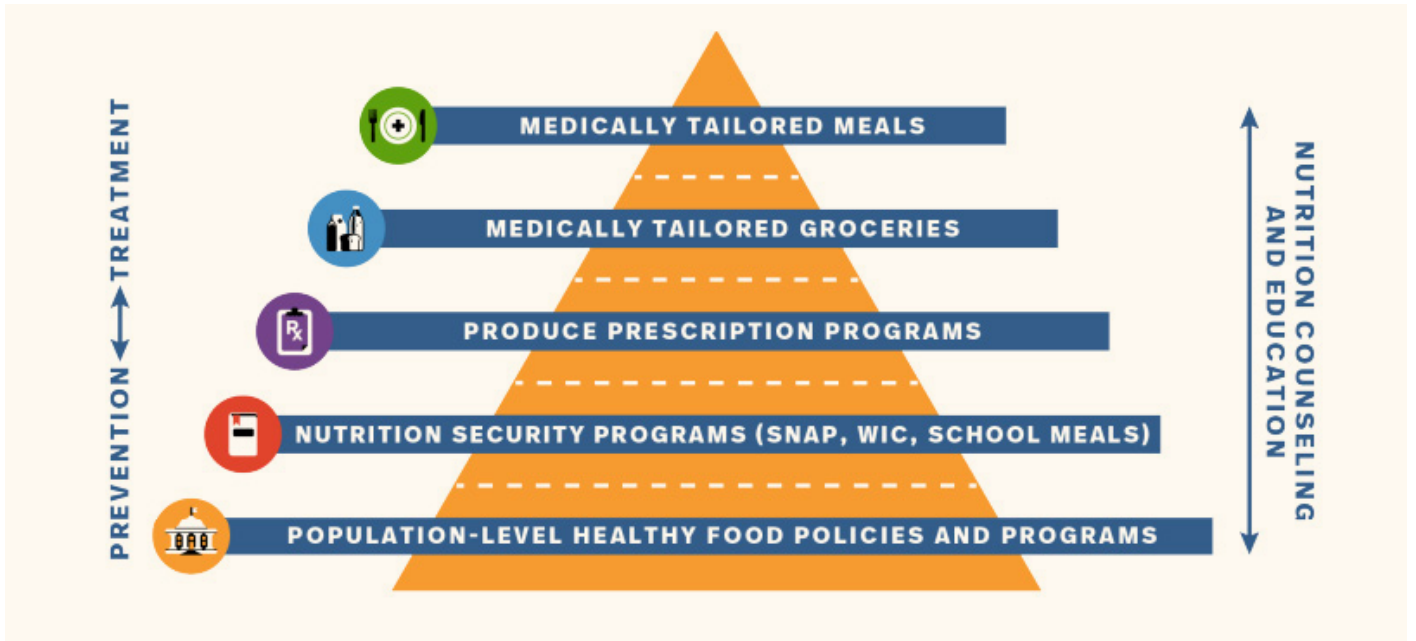 PREVENTION
TREATMENT
MEDICALLY TAILORED MEALS
MEDICALLY TAILORED GROCERIES
Rx
PRODUCE PRESCRIPTION PROGRAMS
NUTRITION SECURITY PROGRAMS (SNAP, WIC, SCHOOL MEALS)
POPULATION-LEVEL HEALTHY FOOD POLICIES AND PROGRAMS
NUTRITION COUNSELING
AND EDUCATION